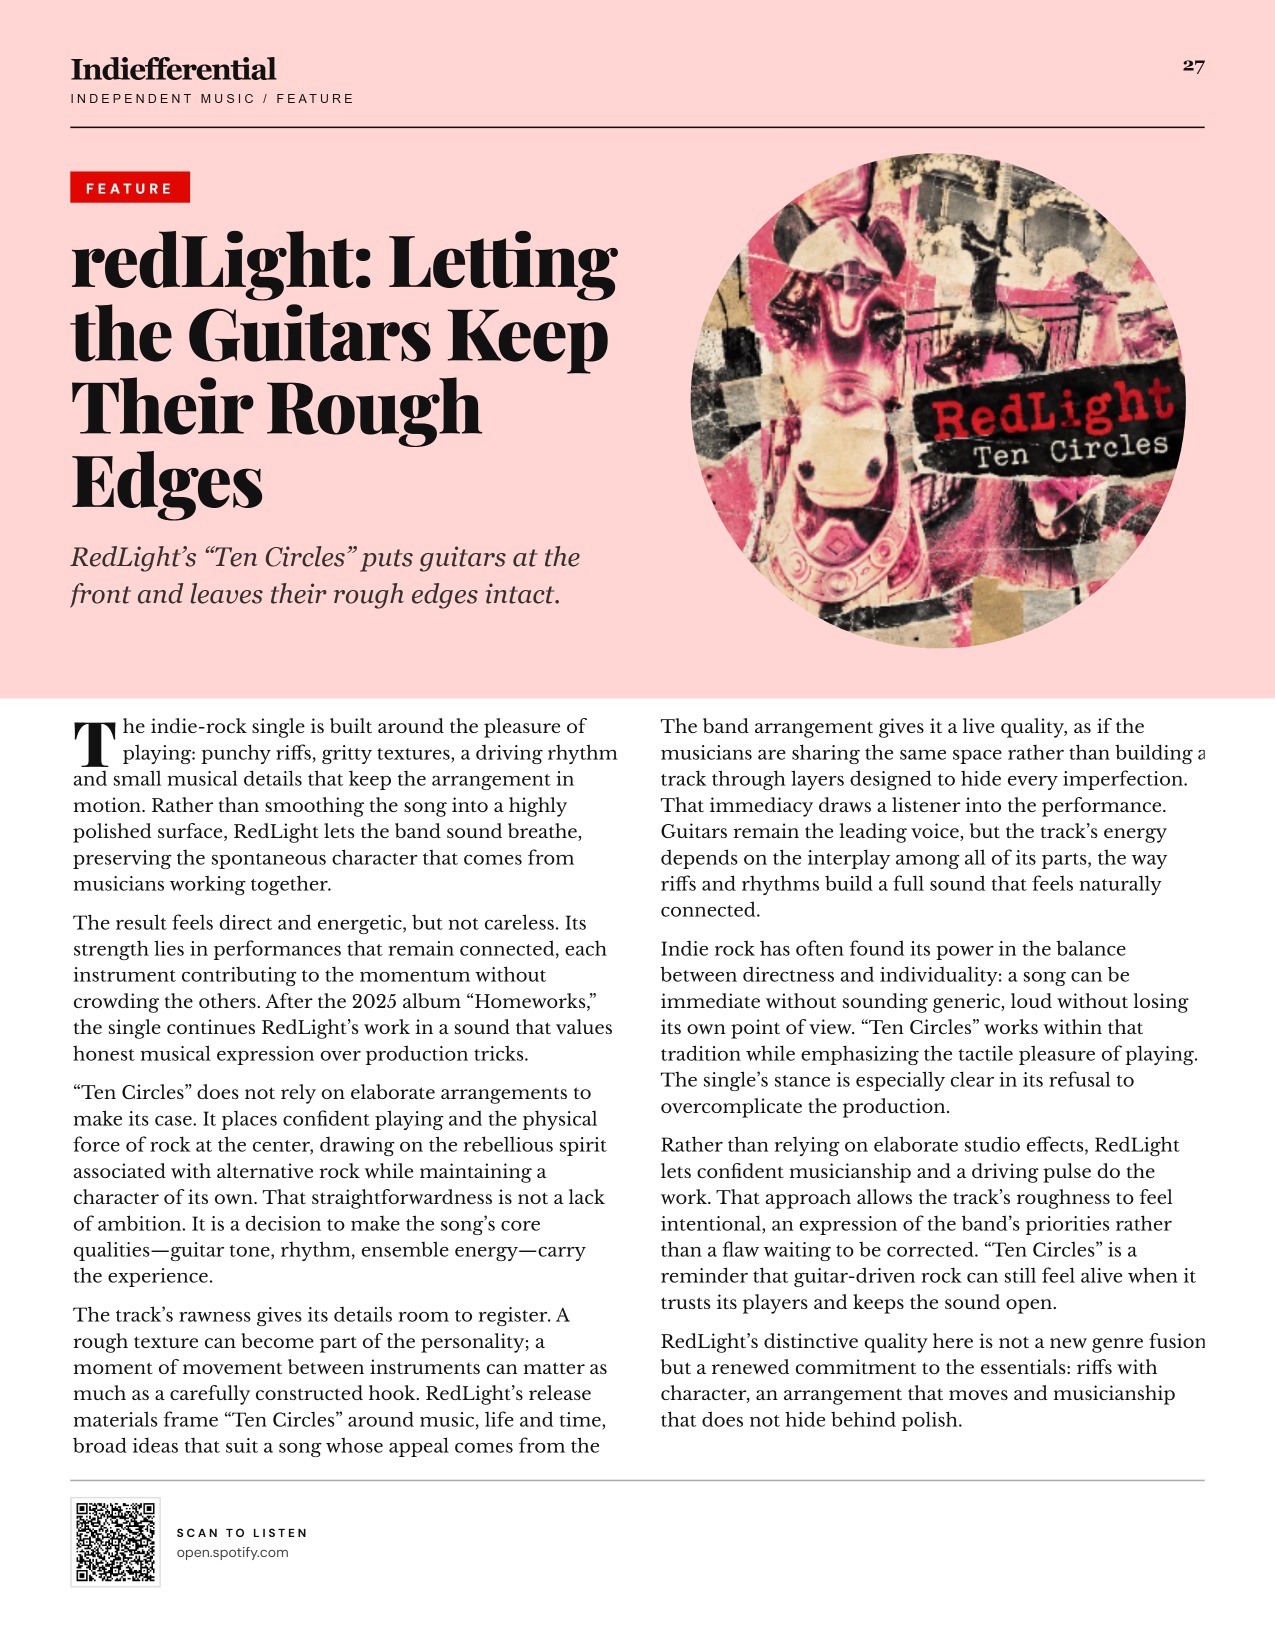 Indiefferential
INDEPENDENT MUSIC / FEATURE
27
FEATURE
redLight: Letting
the Guitars Keep
Their Rough
Edges
RedLight’s “Ten Circles” puts guitars at the
front and leaves their rough edges intact.
RedLight
Ten Circles
The indie-rock single is built around the pleasure of
playing: punchy riffs, gritty textures, a driving rhythm
and small musical details that keep the arrangement in
motion. Rather than smoothing the song into a highly
polished surface, RedLight lets the band sound breathe,
preserving the spontaneous character that comes from
musicians working together.
The result feels direct and energetic, but not careless. Its
strength lies in performances that remain connected, each
instrument contributing to the momentum without
crowding the others. After the 2025 album “Homeworks,”
the single continues RedLight’s work in a sound that values
honest musical expression over production tricks.
“Ten Circles” does not rely on elaborate arrangements to
make its case. It places confident playing and the physical
force of rock at the center, drawing on the rebellious spirit
associated with alternative rock while maintaining a
character of its own. That straightforwardness is not a lack
of ambition. It is a decision to make the song’s core
qualities—guitar tone, rhythm, ensemble energy—carry
the experience.
The track’s rawness gives its details room to register. A
rough texture can become part of the personality; a
moment of movement between instruments can matter as
much as a carefully constructed hook. RedLight’s release
materials frame “Ten Circles” around music, life and time,
broad ideas that suit a song whose appeal comes from the
The band arrangement gives it a live quality, as if the
musicians are sharing the same space rather than building a
track through layers designed to hide every imperfection.
That immediacy draws a listener into the performance.
Guitars remain the leading voice, but the track’s energy
depends on the interplay among all of its parts, the way
riffs and rhythms build a full sound that feels naturally
connected.
Indie rock has often found its power in the balance
between directness and individuality: a song can be
immediate without sounding generic, loud without losing
its own point of view. “Ten Circles” works within that
tradition while emphasizing the tactile pleasure of playing.
The single’s stance is especially clear in its refusal to
overcomplicate the production.
Rather than relying on elaborate studio effects, RedLight
lets confident musicianship and a driving pulse do the
work. That approach allows the track’s roughness to feel
intentional, an expression of the band’s priorities rather
than a flaw waiting to be corrected. “Ten Circles” is a
reminder that guitar-driven rock can still feel alive when it
trusts its players and keeps the sound open.
RedLight’s distinctive quality here is not a new genre fusion
but a renewed commitment to the essentials: riffs with
character, an arrangement that moves and musicianship
that does not hide behind polish.
SCAN TO LISTEN
open.spotify.com